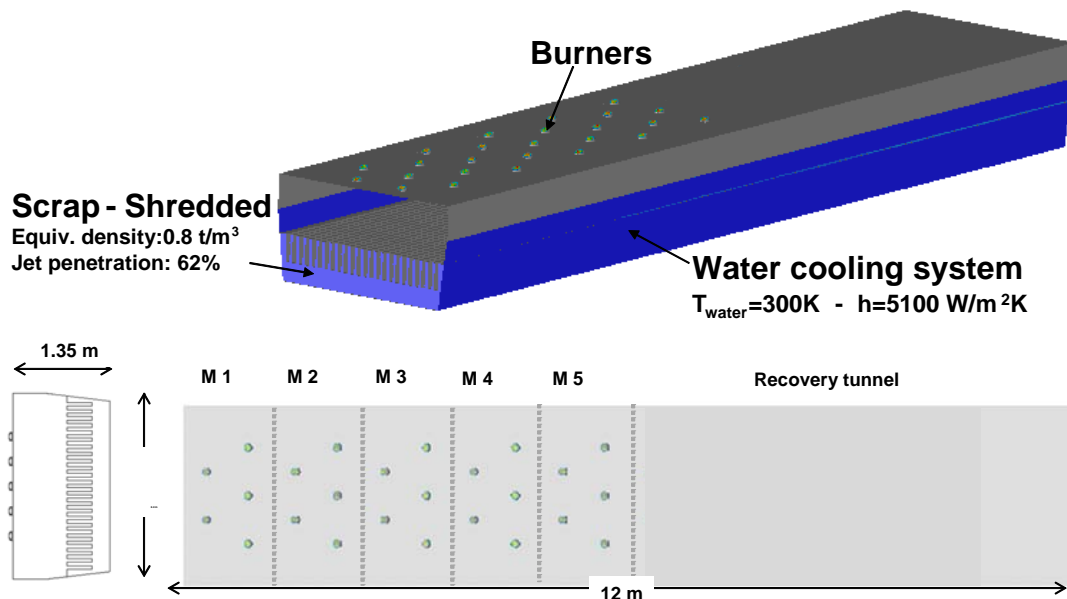 Burners
Scrap - Shredded
Equiv. density:0.8 t/m³
Jet penetration: 62%
Water cooling system
Twater=300K - h=5100 W/m²K
1.35 m
M 1
M 2
M 3
M 4
M 5
Recovery tunnel
...
12 m